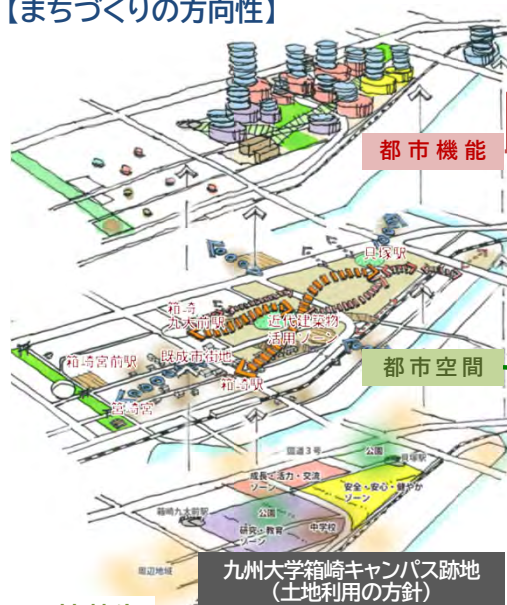 【まちづくりの方向性】
都市機能
貝塚駅
箱崎
九大前駅
近代建築物
活用ゾーン
箱崎宮前駅
既成市街地
箱崎駅
筥崎宮
都市空間
国道3号
公園
貝塚駅
成長・活力・交流
ゾーン
安全・安心・健やか
ゾーン
箱崎九大前駅
公園
研究・教育
ゾーン
中学校
周辺地域
九州大学箱崎キャンパス跡地
(土地利用の方針)